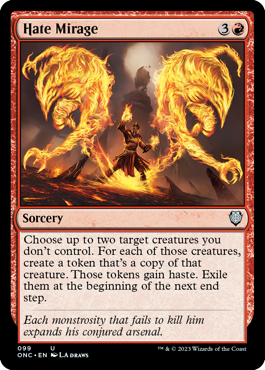 Hate Mirage 3
Sorcery
Choose up to two target creatures you
don't control. For each of those creatures,
create a token that's a copy of that
creature. Those tokens gain haste. Exile
them at the beginning of the next end
step.
Each monstrosity that fails to kill him
expands his conjured arsenal.
099 U
ONC • EN LA DRAWS
™ & © 2023 Wizards of the Coast